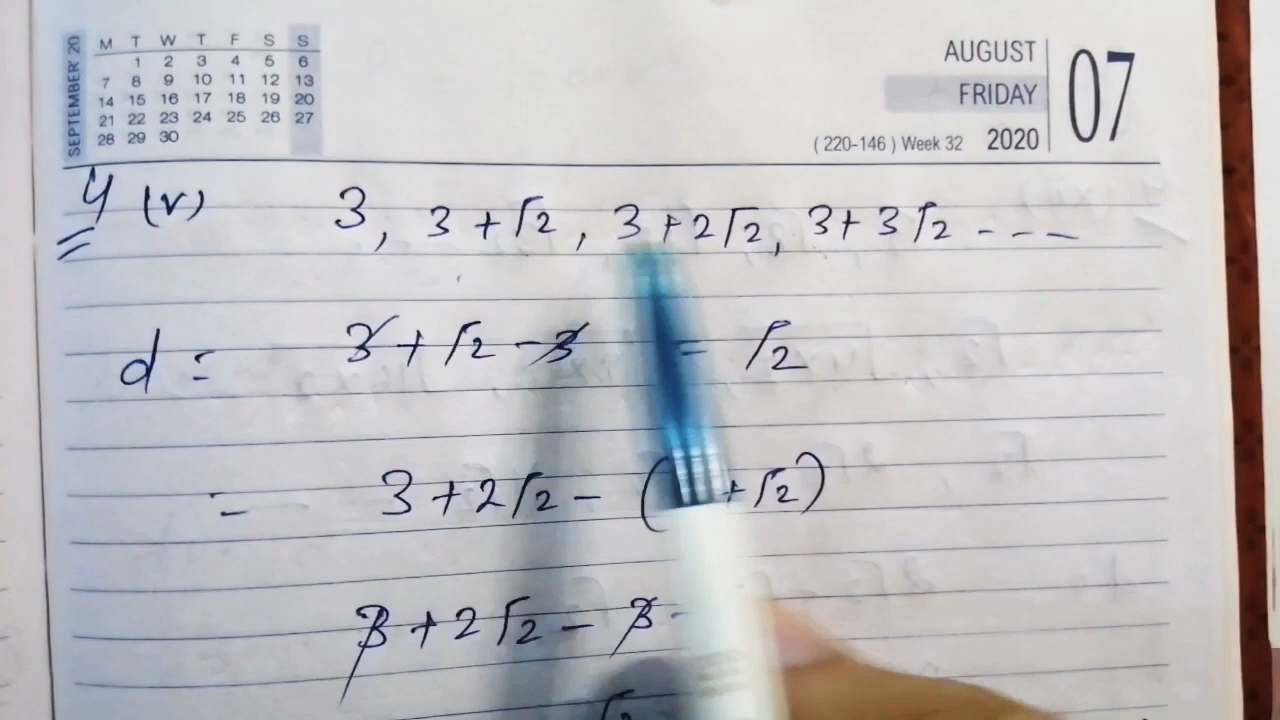 SEPTEMBER' 20
M T W T F S S
1 2 3 4 5 6
7 8 9 10 11 12 13
14 15 16 17 18 19 20
21 22 23 24 25 26 27
28 29 30
AUGUST
FRIDAY
(220-146) Week 32 2020
07
4 (v) 3, 3+√2, 3+2√2, 3+3√2 ----
d = 3+√2-3 = √2
= 3+2√2 - ( +√2)
3+2√2 - 3 -
√2